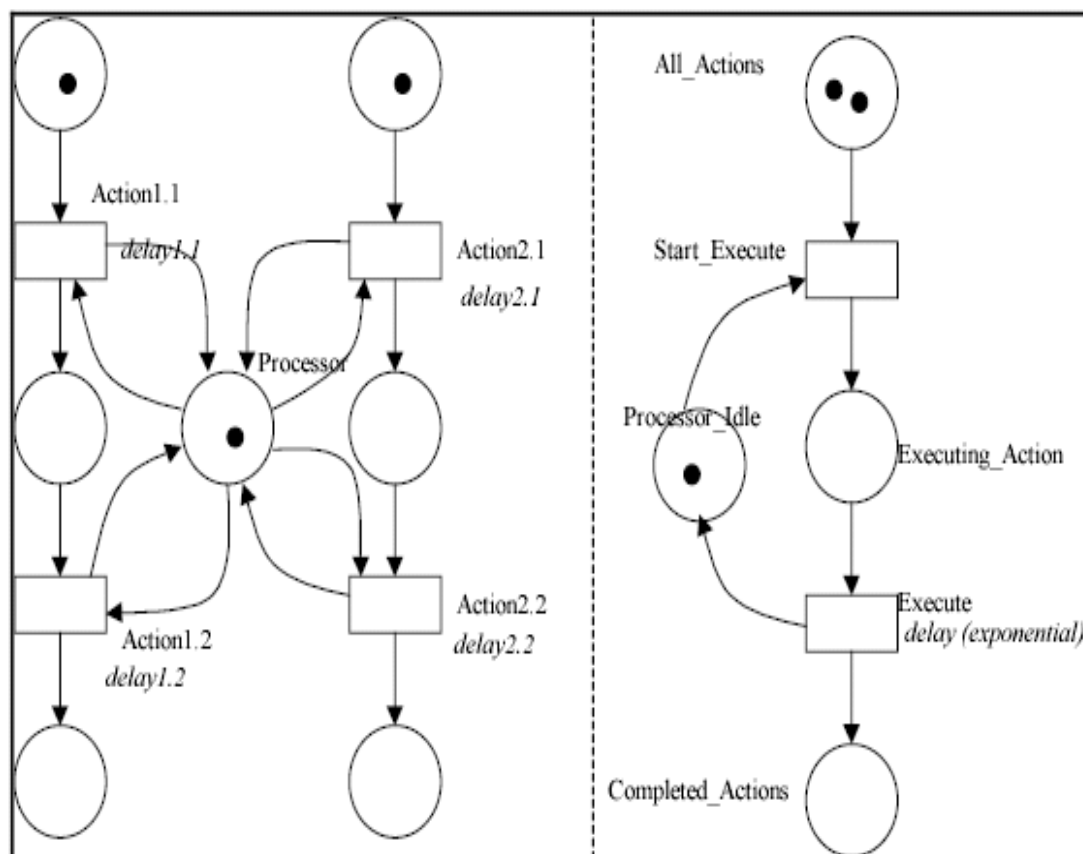 Action1.1
delay1.1
Action2.1
delay2.1
Processor
Action1.2
delay1.2
Action2.2
delay2.2
All_Actions
Start_Execute
Processor_Idle
Executing_Action
Execute
delay (exponential)
Completed_Actions